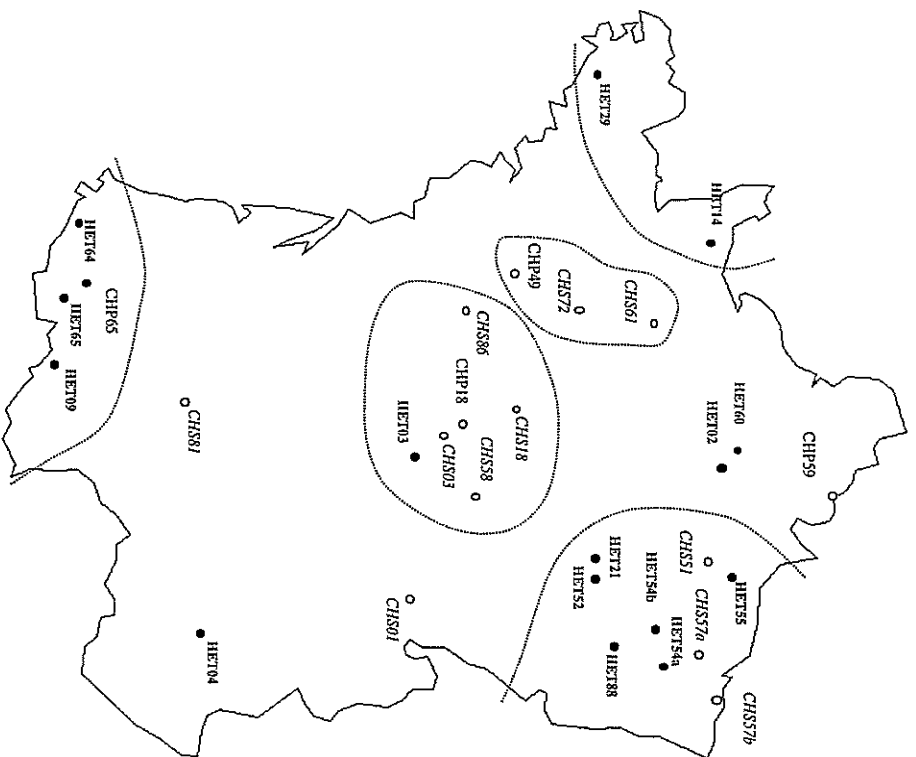 HET29
HET14
CHP49
CHS72
CHS61
HET64
CHP65
HET65
HET09
CHS86
CHP18
CHS18
HET03
CHS03
CHS58
CHS81
HET60
HET02
CHP59
CHS51
HET55
HET21
HET52
HET54b
CHS57a
HET54a
HET88
CHS57b
CHS01
HET04